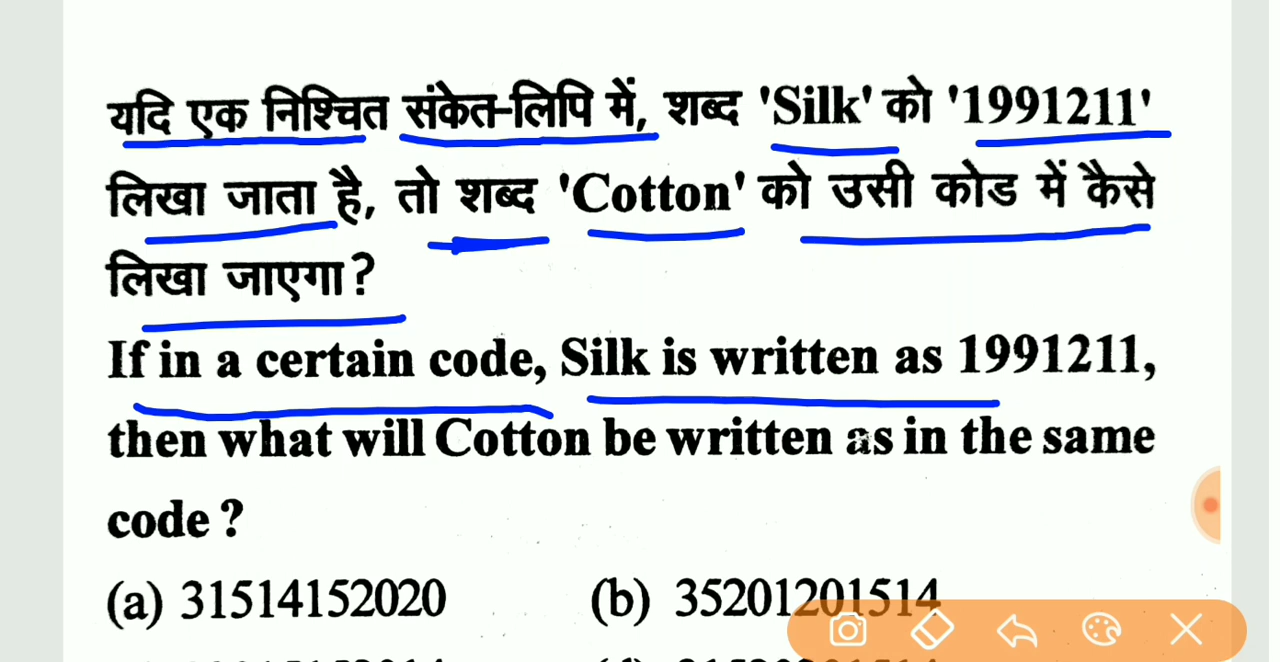 यदि एक निश्चित संकेत-लिपि में, शब्द 'Silk' को '1991211'
लिखा जाता है, तो शब्द 'Cotton' को उसी कोड में कैसे
लिखा जाएगा?
If in a certain code, Silk is written as 1991211,
then what will Cotton be written as in the same
code ?
(a) 31514152020 (b) 35201201514